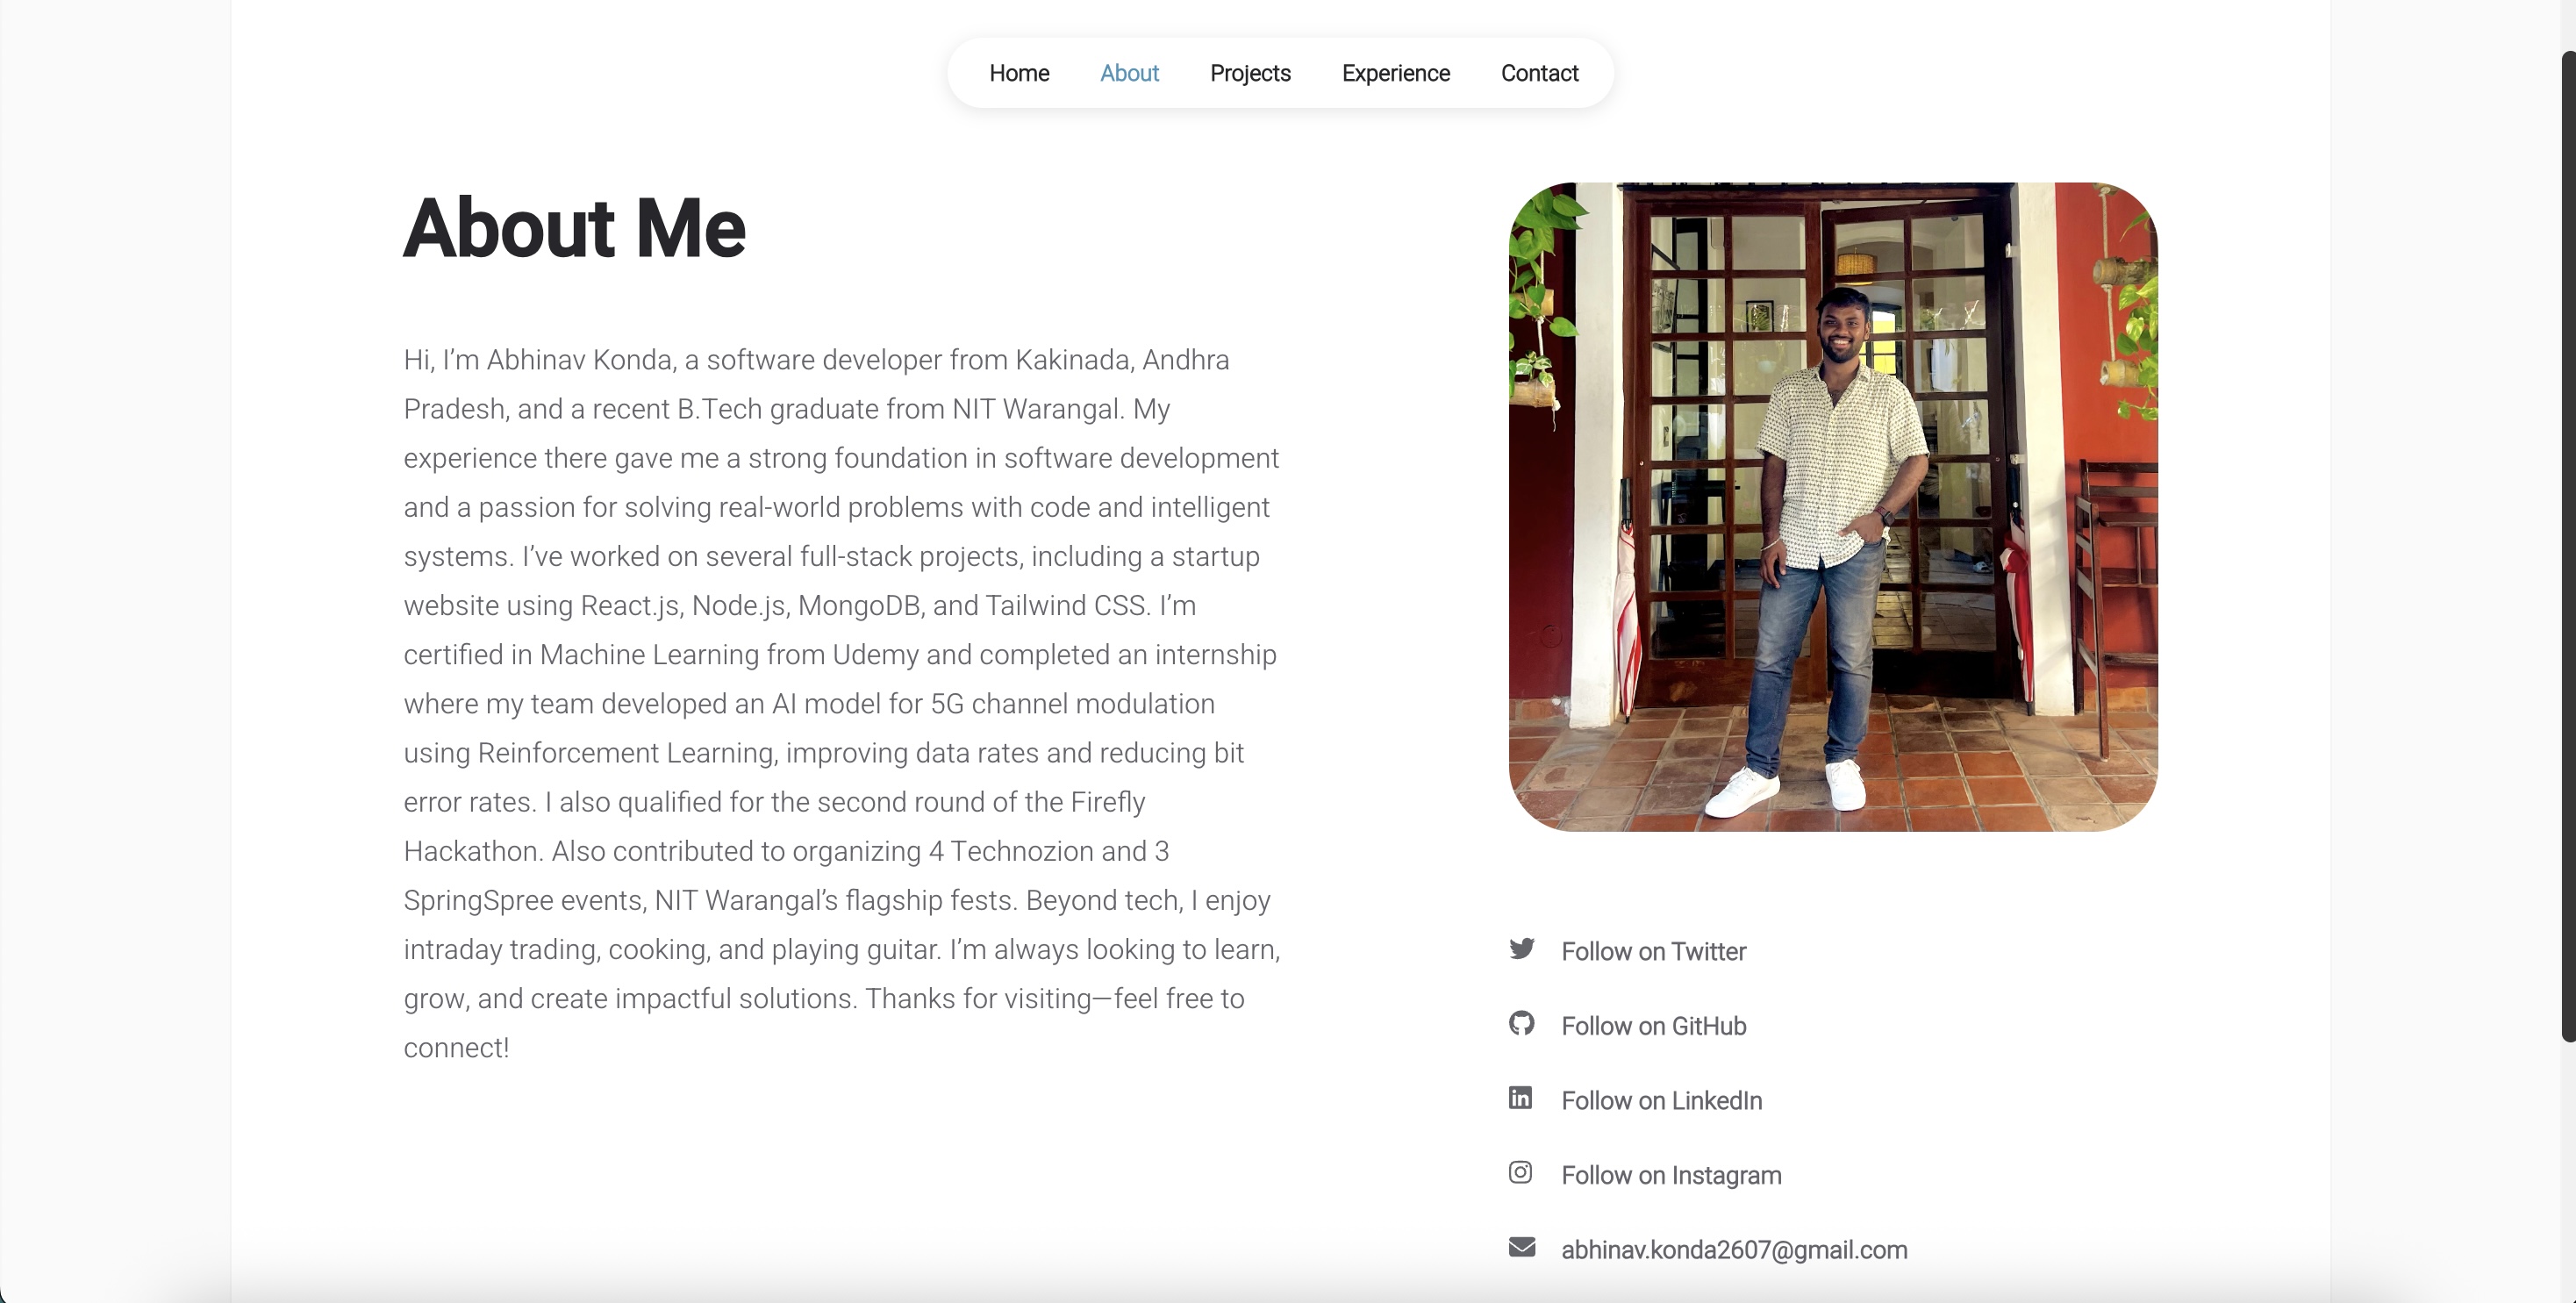 Home
About
Projects
Experience
Contact
About Me
Hi, I’m Abhinav Konda, a software developer from Kakinada, Andhra
Pradesh, and a recent B.Tech graduate from NIT Warangal. My
experience there gave me a strong foundation in software development
and a passion for solving real-world problems with code and intelligent
systems. I’ve worked on several full-stack projects, including a startup
website using React.js, Node.js, MongoDB, and Tailwind CSS. I’m
certified in Machine Learning from Udemy and completed an internship
where my team developed an AI model for 5G channel modulation
using Reinforcement Learning, improving data rates and reducing bit
error rates. I also qualified for the second round of the Firefly
Hackathon. Also contributed to organizing 4 Technozion and 3
SpringSpree events, NIT Warangal’s flagship fests. Beyond tech, I enjoy
intraday trading, cooking, and playing guitar. I’m always looking to learn,
grow, and create impactful solutions. Thanks for visiting—feel free to
connect!
Follow on Twitter
Follow on GitHub
Follow on LinkedIn
Follow on Instagram
abhinav.konda2607@gmail.com